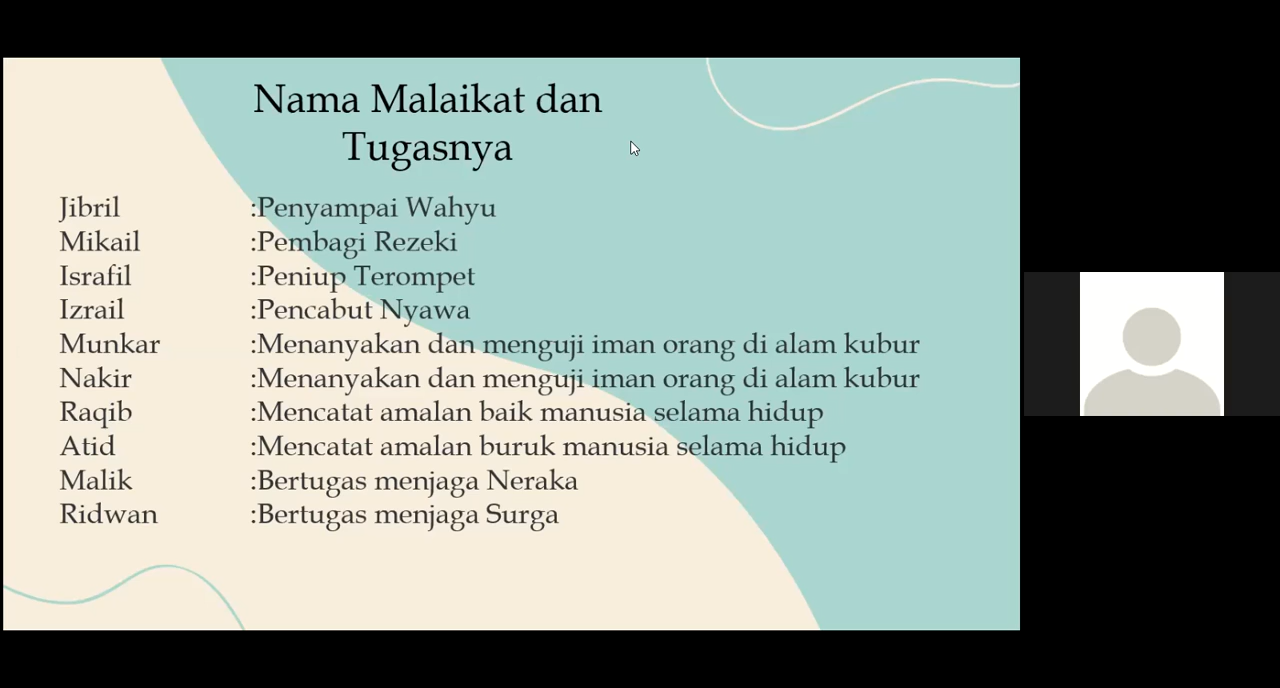 Nama Malaikat dan
Tugasnya
Jibril :Penyampai Wahyu
Mikail :Pembagi Rezeki
Israfil :Peniup Terompet
Izrail :Pencabut Nyawa
Munkar :Menanyakan dan menguji iman orang di alam kubur
Nakir :Menanyakan dan menguji iman orang di alam kubur
Raqib :Mencatat amalan baik manusia selama hidup
Atid :Mencatat amalan buruk manusia selama hidup
Malik :Bertugas menjaga Neraka
Ridwan :Bertugas menjaga Surga